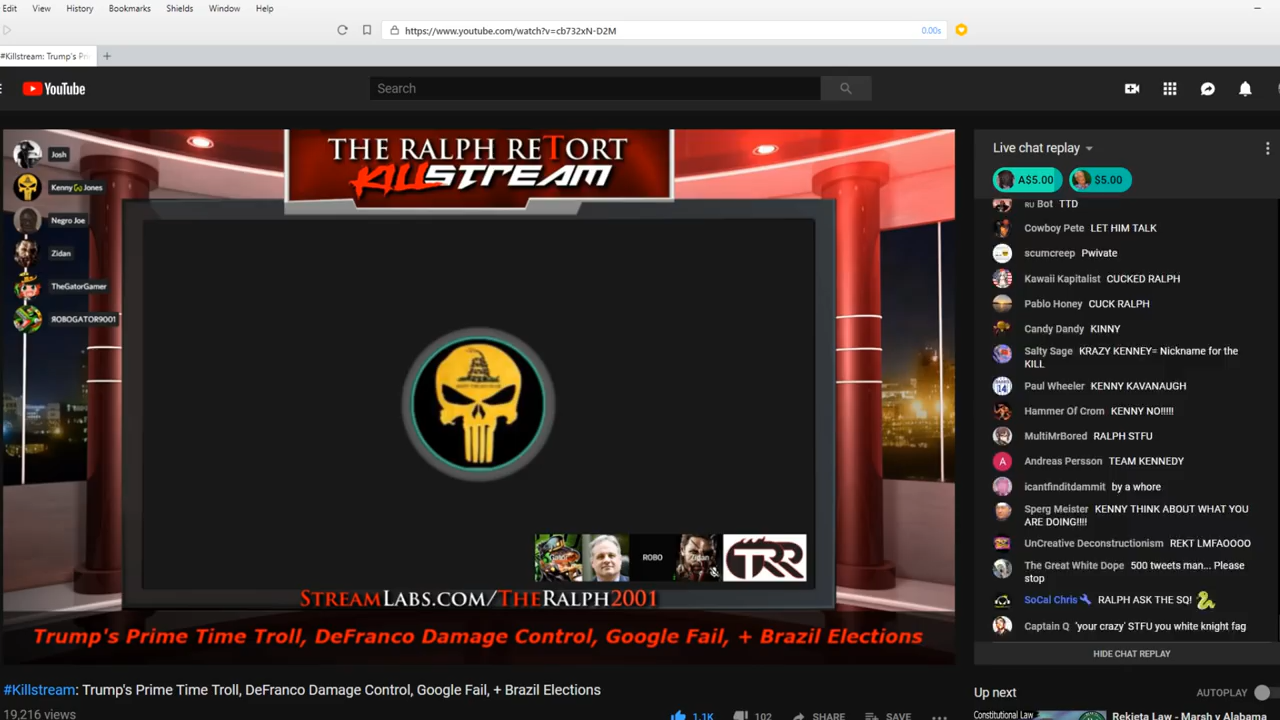 Edit View History Bookmarks Shields Window Help
https://www.youtube.com/watch?v=cb732xN-D2M 0.00s
#Killstream: Trump's Pri
YouTube
Search
THE RALPH RETORT
KILLSTREAM
Josh
Kenny Jones
Negro Joe
Zidan
TheGatorGamer
ROBOGATOR9001
ROBO
Zidan
TRR
STREAMLABS.COM/THERALPH2001
Trump's Prime Time Troll, DeFranco Damage Control, Google Fail, + Brazil Elections
#Killstream: Trump's Prime Time Troll, DeFranco Damage Control, Google Fail, + Brazil Elections
19,216 views
1.1K 102 SHARE SAVE
Live chat replay
A$5.00 $5.00
RU Bot TTD
Cowboy Pete LET HIM TALK
scumcreep Pwivate
Kawaii Kapitalist CUCKED RALPH
Pablo Honey CUCK RALPH
Candy Dandy KINNY
Salty Sage KRAZY KENNEY= Nickname for the
KILL
Paul Wheeler KENNY KAVANAUGH
Hammer Of Crom KENNY NO!!!!!
MultiMrBored RALPH STFU
A Andreas Persson TEAM KENNEDY
icantfinditdammit by a whore
Sperg Meister KENNY THINK ABOUT WHAT YOU
ARE DOING!!!!
UnCreative Deconstructionism REKT LMFAOOOO
The Great White Dope 500 tweets man... Please
stop
SoCal Chris RALPH ASK THE SQ!
Captain Q 'your crazy' STFU you white knight fag
HIDE CHAT REPLAY
Up next AUTOPLAY
Constitutional Law
Rekieta Law - Marsh v Alabama